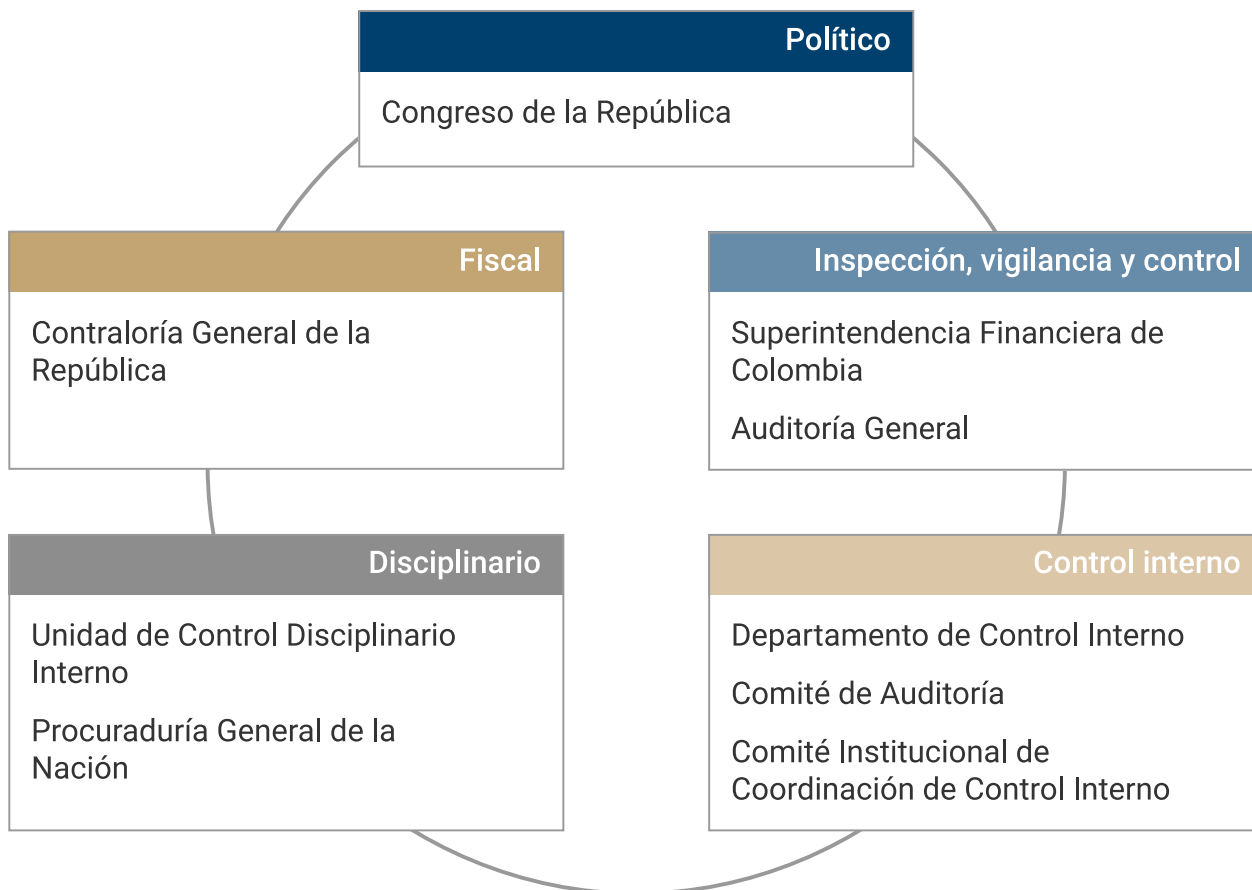 Político
Congreso de la República
Fiscal
Contraloría General de la
República
Inspección, vigilancia y control
Superintendencia Financiera de
Colombia
Auditoría General
Disciplinario
Unidad de Control Disciplinario
Interno
Procuraduría General de la
Nación
Control interno
Departamento de Control Interno
Comité de Auditoría
Comité Institucional de
Coordinación de Control Interno